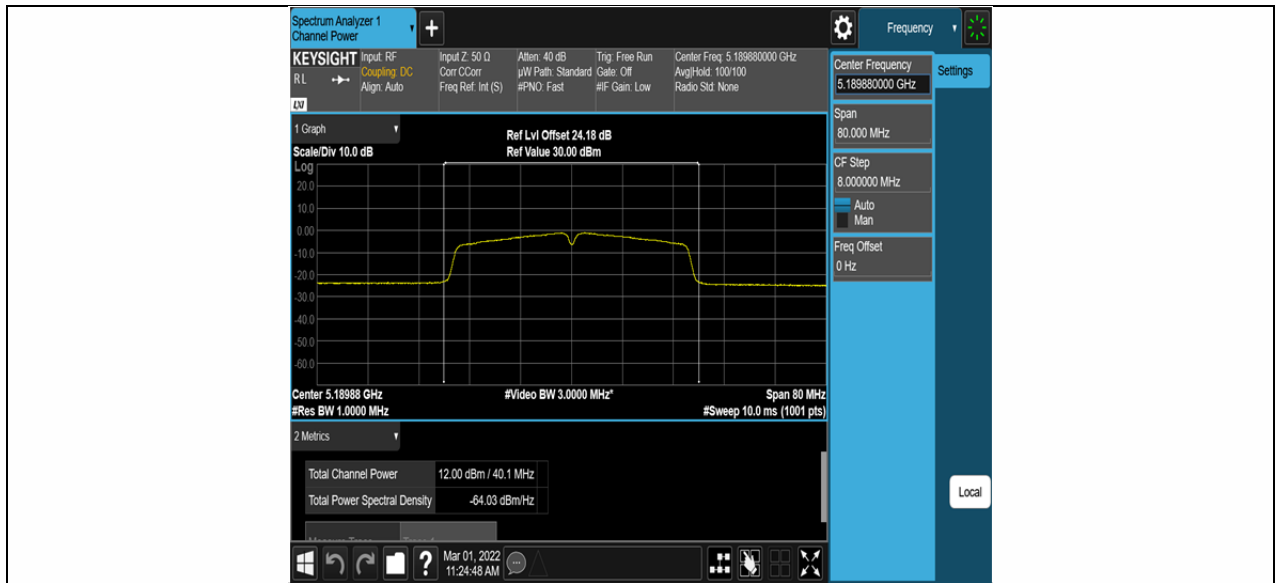 Spectrum Analyzer 1
Channel Power
+
Frequency
KEYSIGHT
RL
LXI
Input: RF
Coupling: DC
Align: Auto
Input Z: 50 Ω
Corr CCorr
Freq Ref: Int (S)
Atten: 40 dB
µW Path: Standard
#PNO: Fast
Trig: Free Run
Gate: Off
#IF Gain: Low
Center Freq: 5.189880000 GHz
Avg|Hold: 100/100
Radio Std: None
Center Frequency
5.189880000 GHz
Settings
Span
80.000 MHz
CF Step
8.000000 MHz
Auto
Man
Freq Offset
0 Hz
1 Graph
Scale/Div 10.0 dB
Ref Lvl Offset 24.18 dB
Ref Value 30.00 dBm
Log
20.0
10.0
0.00
-10.0
-20.0
-30.0
-40.0
-50.0
-60.0
Center 5.18988 GHz
#Video BW 3.0000 MHz*
Span 80 MHz
#Res BW 1.0000 MHz
#Sweep 10.0 ms (1001 pts)
2 Metrics
Total Channel Power 12.00 dBm / 40.1 MHz
Total Power Spectral Density -64.03 dBm/Hz
Local
?
Mar 01, 2022
11:24:48 AM